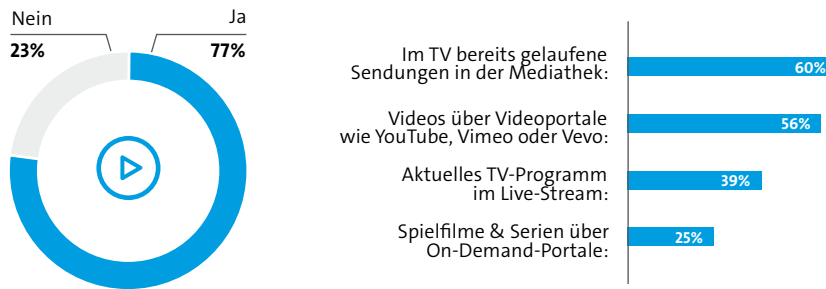 Nein
23%
Ja
77%
Im TV bereits gelaufene
Sendungen in der Mediathek:
60%
Videos über Videoportale
wie YouTube, Vimeo oder Vevo:
56%
Aktuelles TV-Programm
im Live-Stream:
39%
Spielfilme & Serien über
On-Demand-Portale:
25%